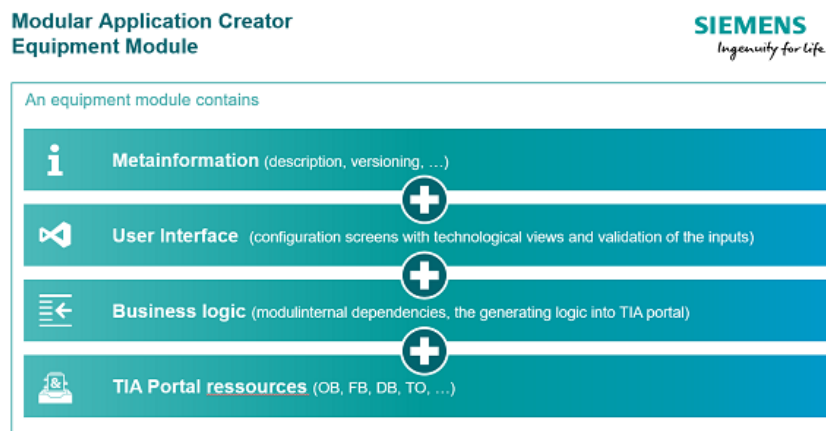 Modular Application Creator
Equipment Module
SIEMENS
Ingenuity for life
An equipment module contains
Metainformation (description, versioning, …)
User Interface (configuration screens with technological views and validation of the inputs)
Business logic (modulinternal dependencies, the generating logic into TIA portal)
&
TIA Portal ressources (OB, FB, DB, TO, …)